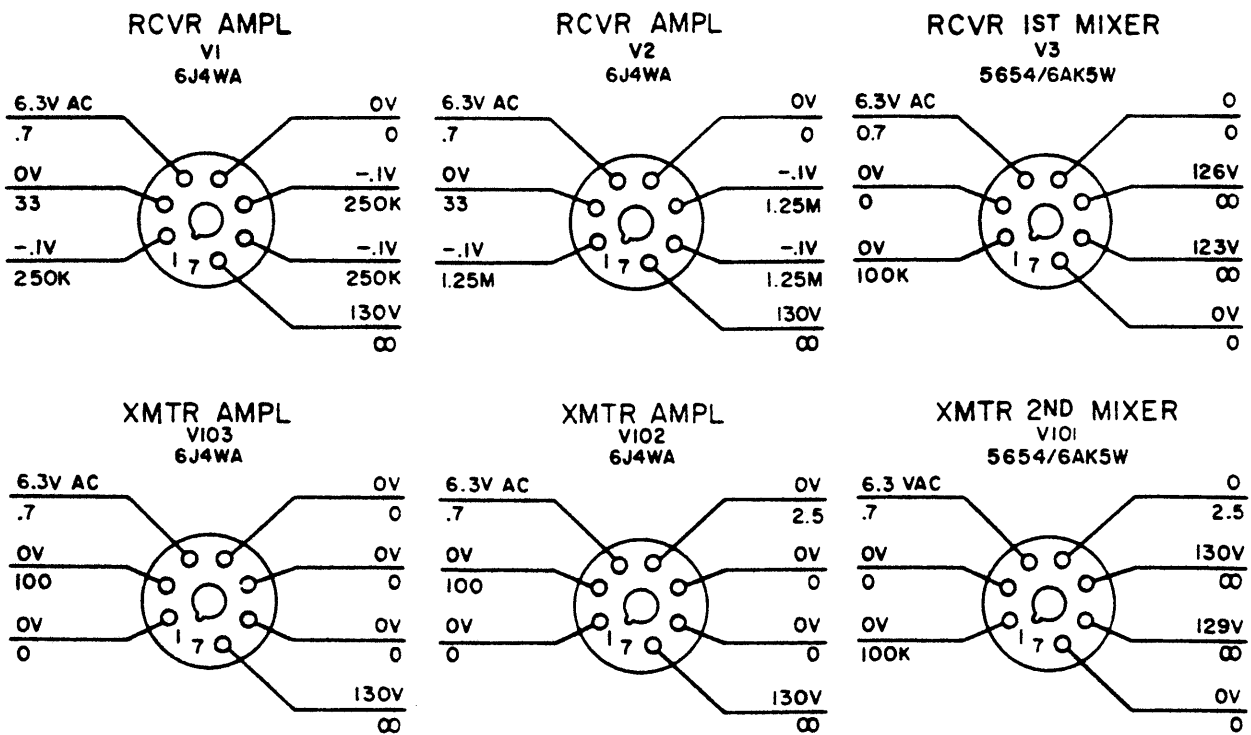 RCVR AMPL
V1
6J4WA
6.3V AC
.7
0V
33
-.1V
250K
0V
0
-.1V
250K
-.1V
250K
130V
∞
1
7
RCVR AMPL
V2
6J4WA
6.3V AC
.7
0V
33
-.1V
1.25M
0V
0
-.1V
1.25M
-.1V
1.25M
130V
∞
1
7
RCVR 1ST MIXER
V3
5654/6AK5W
6.3V AC
0.7
0V
0
0V
100K
0
0
126V
∞
123V
∞
0V
0
1
7
XMTR AMPL
V103
6J4WA
6.3V AC
.7
0V
100
0V
0
0V
0
0V
0
0V
0
130V
∞
1
7
XMTR AMPL
V102
6J4WA
6.3V AC
.7
0V
100
0V
0
0V
2.5
0V
0
0V
0
130V
∞
1
7
XMTR 2ND MIXER
V101
5654/6AK5W
6.3 VAC
.7
0V
0
0V
100K
0
2.5
130V
∞
129V
∞
0V
0
1
7